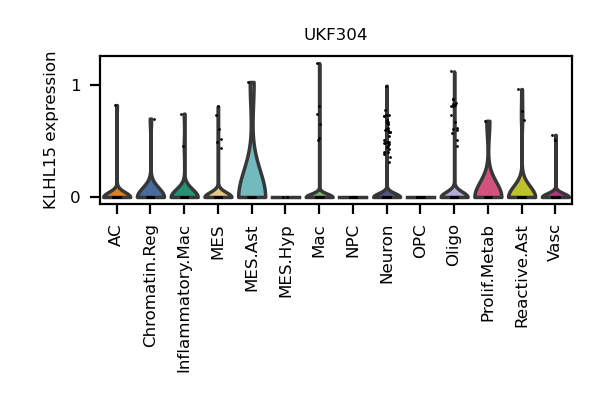 UKF304
KLHL15 expression
1
0
AC
Chromatin.Reg
Inflammatory.Mac
MES
MES.Ast
MES.Hyp
Mac
NPC
Neuron
OPC
Oligo
Prolif.Metab
Reactive.Ast
Vasc